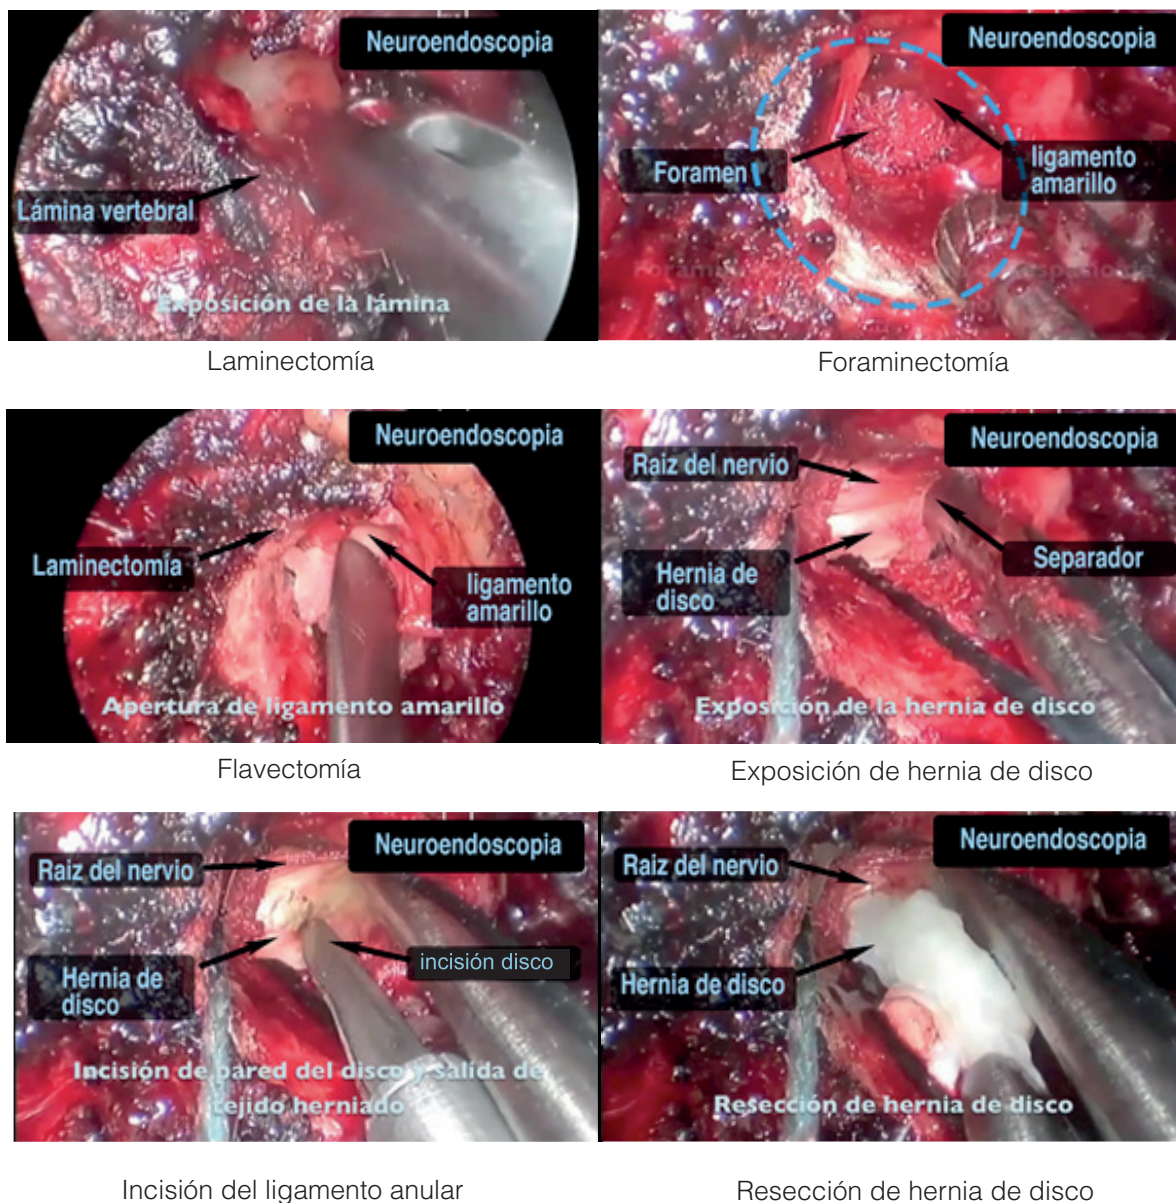 Neuroendoscopia
Lámina vertebral
Exposición de la lámina
Laminectomía
Neuroendoscopia
Foramen
ligamento
amarillo
espacio de
Foraminectomía
Neuroendoscopia
Laminectomía
ligamento
amarillo
Apertura de ligamento amarillo
Flavectomía
Neuroendoscopia
Raiz del nervio
Hernia de
disco
Separador
Exposición de la hernia de disco
Exposición de hernia de disco
Neuroendoscopia
Raiz del nervio
incisión disco
Hernia de
disco
Incisión de pared del disco y salida de
tejido herniado
Incisión del ligamento anular
Neuroendoscopia
Raiz del nervio
Hernia de disco
Resección de hernia de disco
Resección de hernia de disco